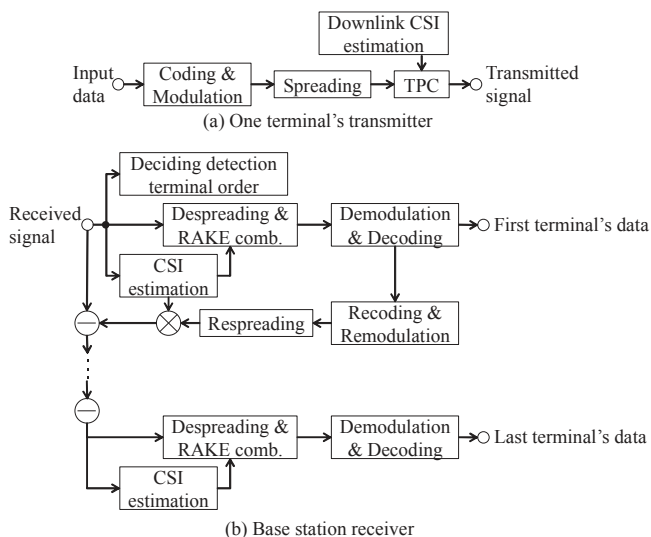 Downlink CSI
estimation
Input
data
Coding &
Modulation
Spreading
TPC
Transmitted
signal
(a) One terminal's transmitter
Deciding detection
terminal order
Received
signal
Despreading &
RAKE comb.
Demodulation
& Decoding
First terminal's data
CSI
estimation
Respreading
Recoding &
Remodulation
Despreading &
RAKE comb.
Demodulation
& Decoding
Last terminal's data
CSI
estimation
(b) Base station receiver